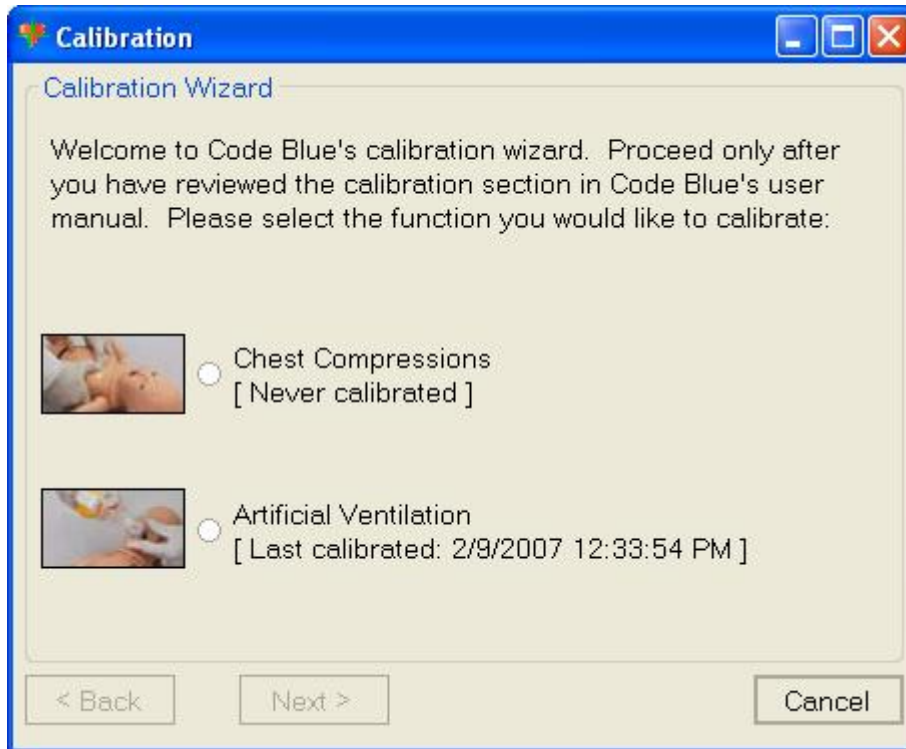 Calibration
Calibration Wizard
Welcome to Code Blue's calibration wizard.  Proceed only after
you have reviewed the calibration section in Code Blue's user
manual.  Please select the function you would like to calibrate:
Chest Compressions
[ Never calibrated ]
Artificial Ventilation
[ Last calibrated: 2/9/2007 12:33:54 PM ]
< Back
Next >
Cancel